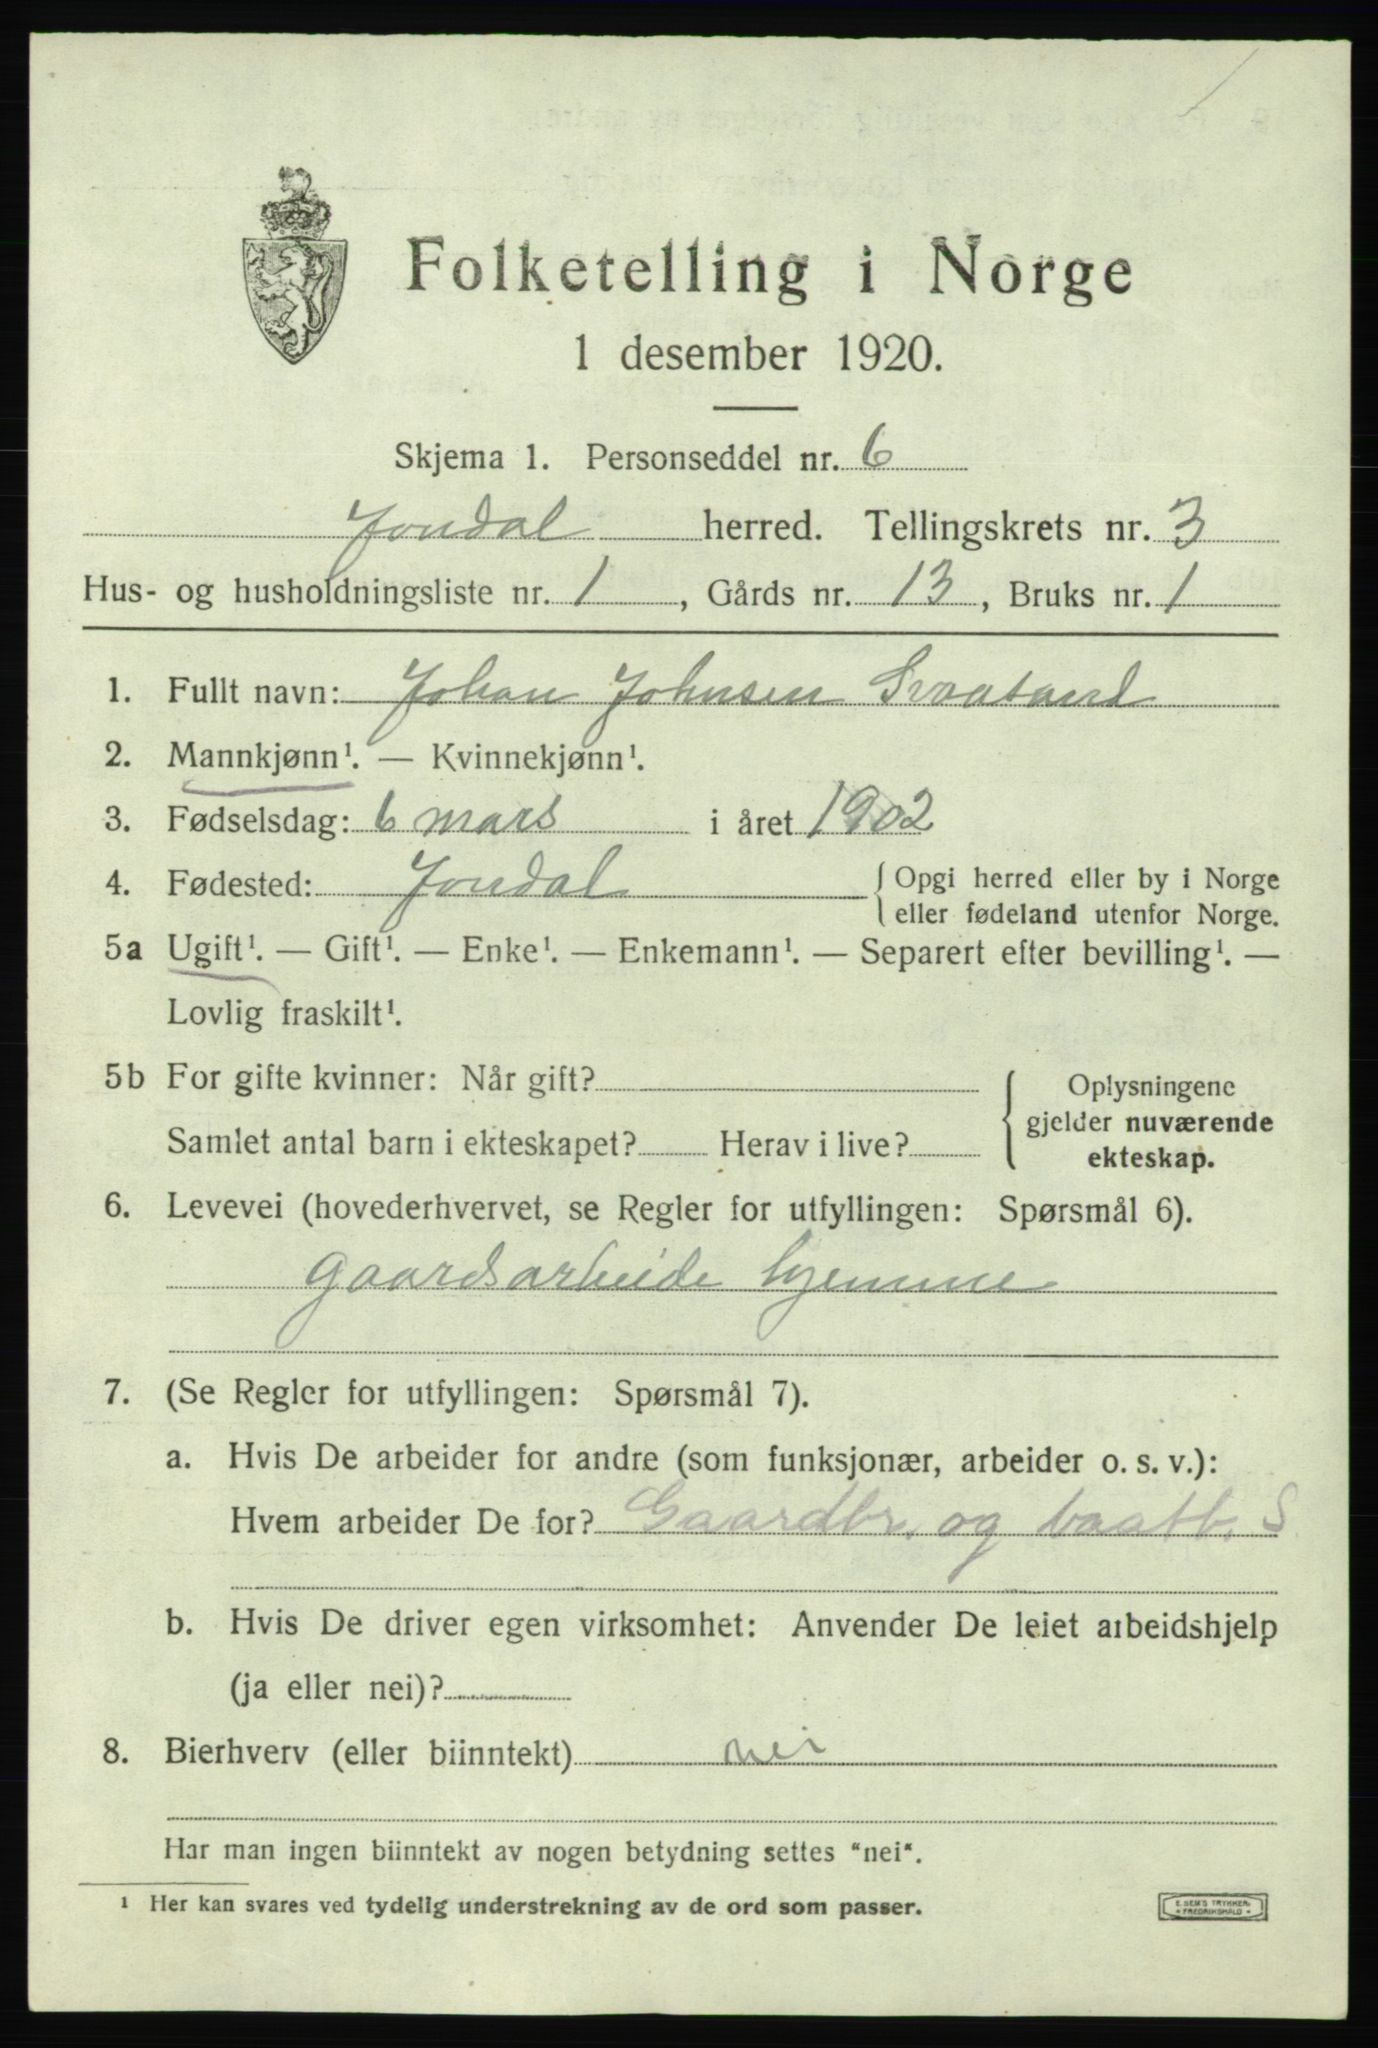 Folketelling i Norge
1 desember 1920.
Skjema 1. Personseddel nr. 6
Jondal herred. Tellingskrets nr. 3
Hus- og husholdningsliste nr. 1, Gårds nr. 13, Bruks nr. 1
1. Fullt navn: Johan Johnsen Svaasand
2. Mannkjønn¹. — Kvinnekjønn¹.
3. Fødselsdag: 6 mars i året 1902
4. Fødested: Jondal { Opgi herred eller by i Norge
eller fødeland utenfor Norge.
5a Ugift¹. — Gift¹. — Enke¹. — Enkemann¹. — Separert efter bevilling¹. —
Lovlig fraskilt¹.
5b For gifte kvinner: Når gift? { Oplysningene
gjelder nuværende
Samlet antal barn i ekteskapet? Herav i live?
ekteskap.
6. Levevei (hovederhvervet, se Regler for utfyllingen: Spørsmål 6).
gaardsarbeide hjemme
7. (Se Regler for utfyllingen: Spørsmål 7).
a. Hvis De arbeider for andre (som funksjonær, arbeider o. s. v.):
Hvem arbeider De for? Gaardbr. og baatb. S
b. Hvis De driver egen virksomhet: Anvender De leiet arbeidshjelp
(ja eller nei)?
8. Bierhverv (eller biinntekt) nei
Har man ingen biinntekt av nogen betydning settes "nei".
¹ Her kan svares ved tydelig understrekning av de ord som passer.
E. SEM'S TRYKKERI
FREDRIKSHALD